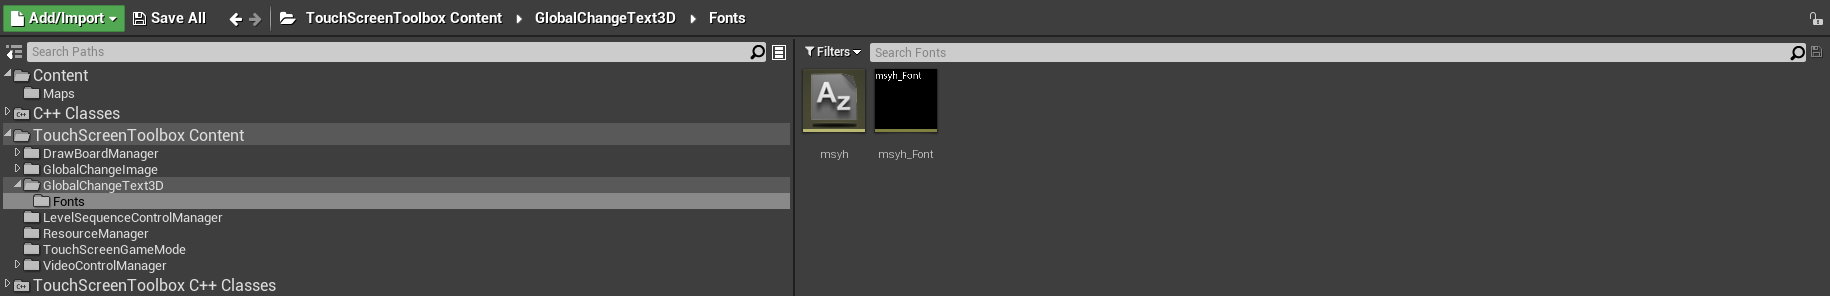 Add/Import Save All TouchScreenToolbox Content GlobalChangeText3D Fonts
Search Paths
Content
Maps
C++ Classes
TouchScreenToolbox Content
DrawBoardManager
GlobalChangeImage
GlobalChangeText3D
Fonts
LevelSequenceControlManager
ResourceManager
TouchScreenGameMode
VideoControlManager
TouchScreenToolbox C++ Classes
Filters Search Fonts
AZ
msyh_Font
msyh msyh_Font